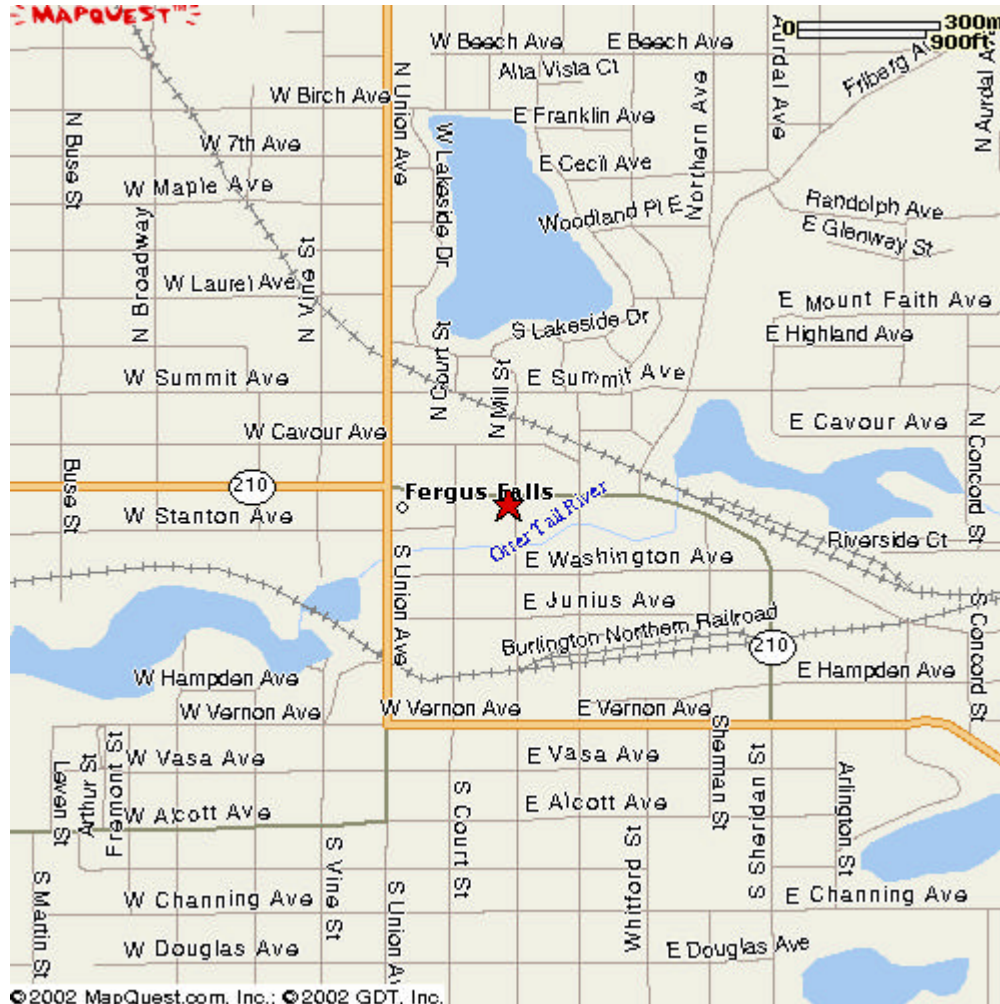 MAPQUEST™
0 300m
900ft
W Beech Ave
E Beech Ave
Alta Vista Ct
Aurdal Ave
Friberg Av
N Aurdal A
W Birch Ave
N Union Ave
E Franklin Ave
Northern Ave
N Buse St
W 7th Ave
W Lakeside Dr
E Cecil Ave
W Maple Ave
Woodland Pl E
Randolph Ave
E Glenway St
N Broadway
N Vine St
W Laurel Ave
S Lakeside Dr
E Mount Faith Ave
E Highland Ave
N Court St
N Mill St
W Summit Ave
E Summit Ave
W Cavour Ave
E Cavour Ave
N Concord St
Buse St
210
Fergus Falls
Otter Tail River
W Stanton Ave
Riverside Ct
E Washington Ave
S Union Ave
E Junius Ave
Burlington Northern Railroad
210
S Concord St
W Hampden Ave
E Hampden Ave
W Vernon Ave
W Vernon Ave
E Vernon Ave
Sherman St
W Vasa Ave
E Vasa Ave
S Sheridan St
Arlington St
Leven St
Arthur St
Fremont St
W Alcott Ave
E Alcott Ave
S Court St
Whitford St
S Vine St
S Martin St
W Channing Ave
S Union Av
E Channing Ave
W Douglas Ave
E Douglas Ave
©2002 MapQuest.com, Inc.; ©2002 GDT, Inc.